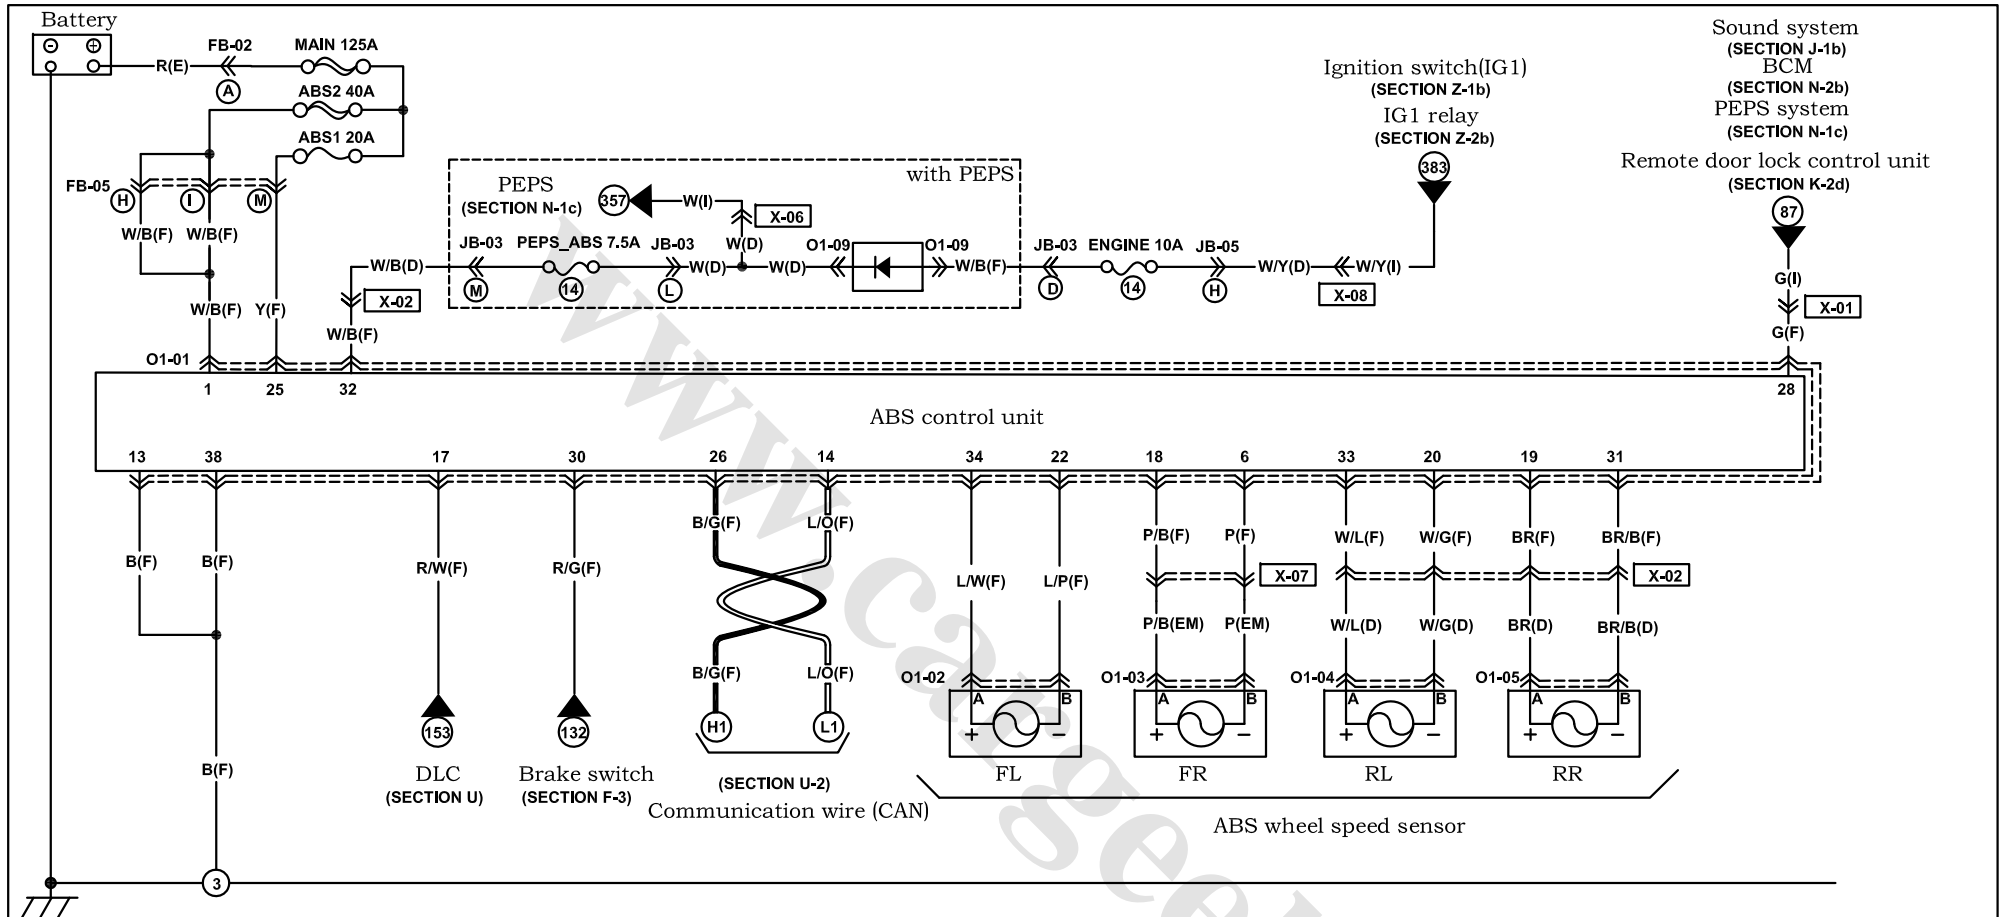 Battery
FB-02
MAIN 125A
R(E)
A
ABS2 40A
ABS1 20A
FB-05
H
I
M
W/B(F)
W/B(F)
W/B(F)
Y(F)
W/B(D)
X-02
W/B(F)
with PEPS
PEPS
(SECTION N-1c)
357
W(I)
X-06
W(D)
JB-03
PEPS_ABS 7.5A
JB-03
M
14
L
W(D)
W(D)
O1-09
O1-09
W/B(F)
JB-03
ENGINE 10A
JB-05
D
14
H
W/Y(D)
W/Y(I)
X-08
Ignition switch(IG1)
(SECTION Z-1b)
IG1 relay
(SECTION Z-2b)
383
Sound system
(SECTION J-1b)
BCM
(SECTION N-2b)
PEPS system
(SECTION N-1c)
Remote door lock control unit
(SECTION K-2d)
87
G(I)
X-01
G(F)
O1-01
1
25
32
28
ABS control unit
13
38
17
30
26
14
34
22
18
6
33
20
19
31
B(F)
B(F)
R/W(F)
R/G(F)
B/G(F)
L/O(F)
L/W(F)
L/P(F)
P/B(F)
P(F)
X-07
W/L(F)
W/G(F)
BR(F)
BR/B(F)
X-02
P/B(EM)
P(EM)
W/L(D)
W/G(D)
BR(D)
BR/B(D)
B/G(F)
L/O(F)
O1-02
A
B
O1-03
A
B
O1-04
A
B
O1-05
A
B
153
132
H1
L1
+
−
+
−
+
−
+
−
B(F)
DLC
(SECTION U)
Brake switch
(SECTION F-3)
(SECTION U-2)
Communication wire (CAN)
FL
FR
RL
RR
ABS wheel speed sensor
3
www.cargeek